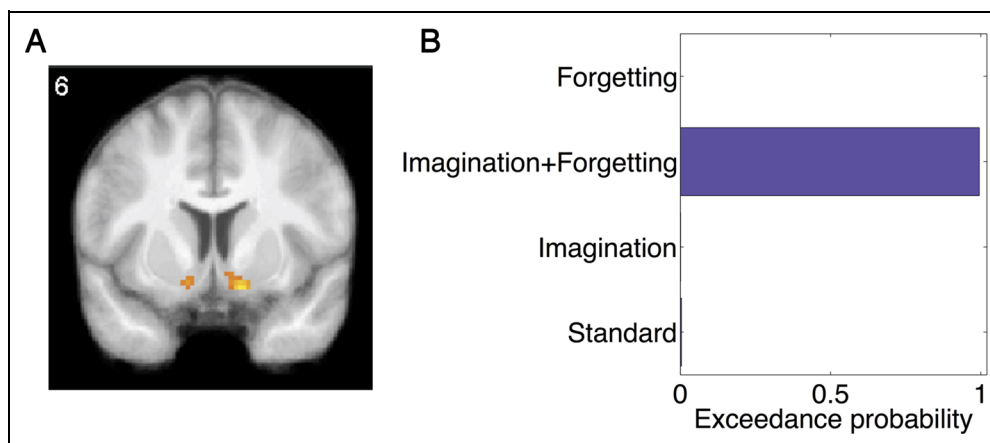 A
6
B
Forgetting
Imagination+Forgetting
Imagination
Standard
0 0.5 1
Exceedance probability